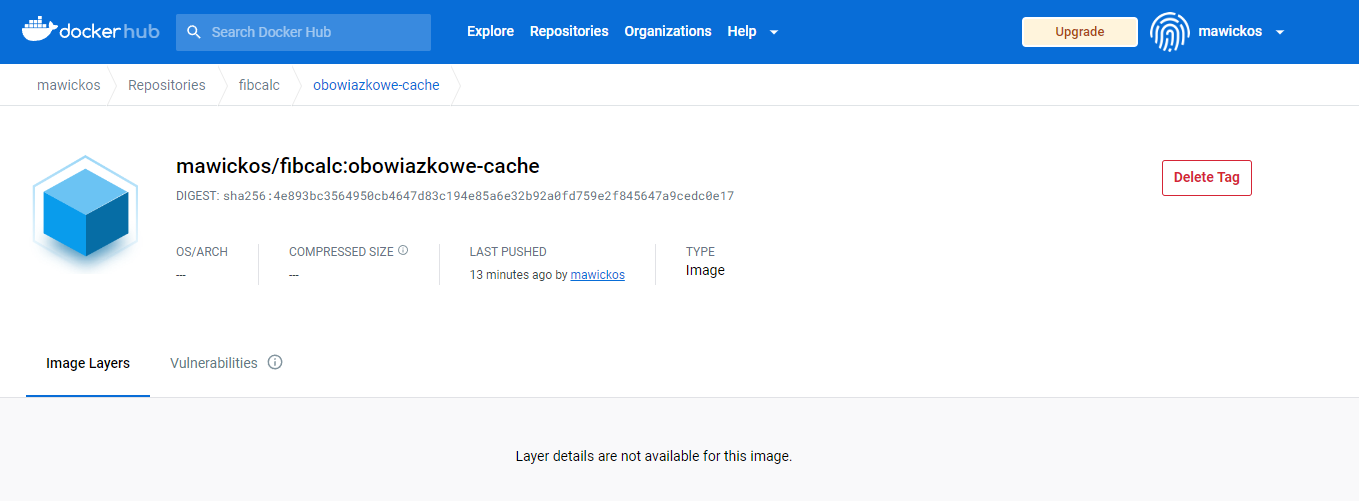 docker hub Search Docker Hub Explore Repositories Organizations Help Upgrade mawickos
mawickos Repositories fibcalc obowiazkowe-cache
mawickos/fibcalc:obowiazkowe-cache
Delete Tag
DIGEST: sha256:4e893bc3564950cb4647d83c194e85a6e32b92a0fd759e2f845647a9cedc0e17
OS/ARCH COMPRESSED SIZE LAST PUSHED TYPE
--- --- 13 minutes ago by mawickos Image
Image Layers Vulnerabilities
Layer details are not available for this image.